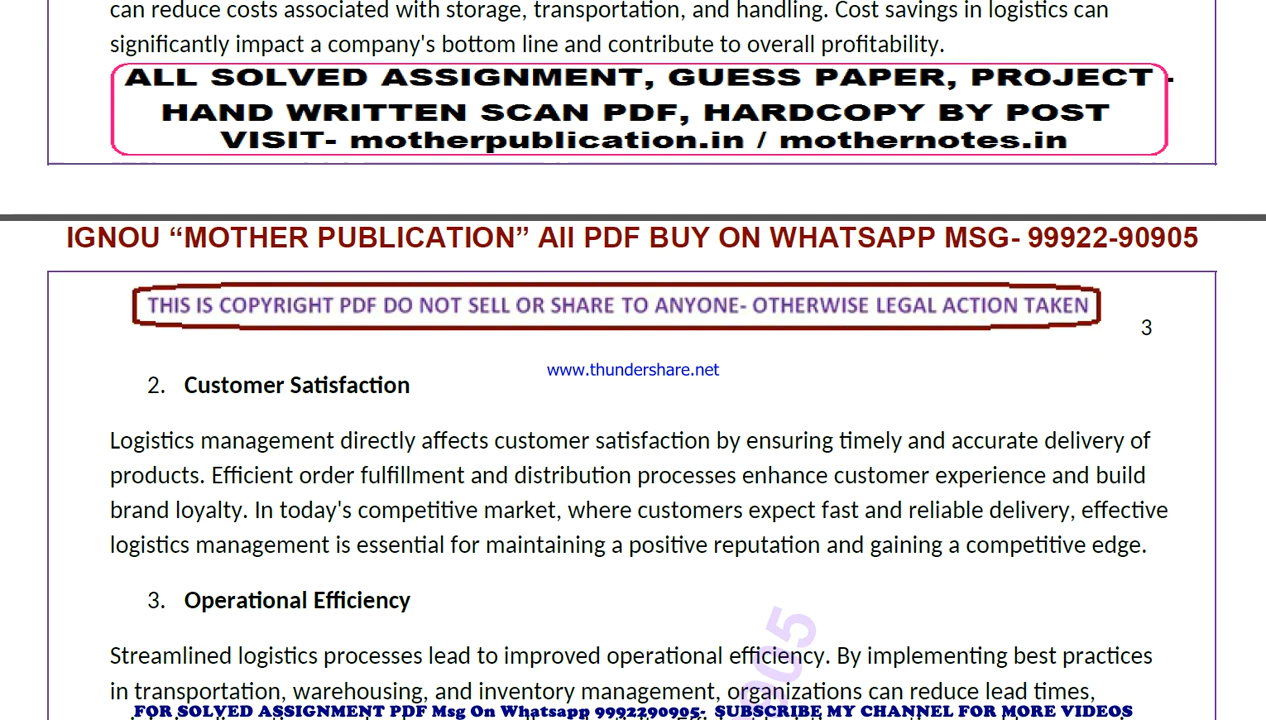 can reduce costs associated with storage, transportation, and handling. Cost savings in logistics can
significantly impact a company's bottom line and contribute to overall profitability.
ALL SOLVED ASSIGNMENT, GUESS PAPER, PROJECT -
HAND WRITTEN SCAN PDF, HARDCOPY BY POST
VISIT- motherpublication.in / mothernotes.in
IGNOU “MOTHER PUBLICATION” All PDF BUY ON WHATSAPP MSG- 99922-90905
THIS IS COPYRIGHT PDF DO NOT SELL OR SHARE TO ANYONE- OTHERWISE LEGAL ACTION TAKEN
3
www.thundershare.net
2. Customer Satisfaction
Logistics management directly affects customer satisfaction by ensuring timely and accurate delivery of
products. Efficient order fulfillment and distribution processes enhance customer experience and build
brand loyalty. In today's competitive market, where customers expect fast and reliable delivery, effective
logistics management is essential for maintaining a positive reputation and gaining a competitive edge.
3. Operational Efficiency
Streamlined logistics processes lead to improved operational efficiency. By implementing best practices
in transportation, warehousing, and inventory management, organizations can reduce lead times,
FOR SOLVED ASSIGNMENT PDF Msg On Whatsapp 9992290905- SUBSCRIBE MY CHANNEL FOR MORE VIDEOS